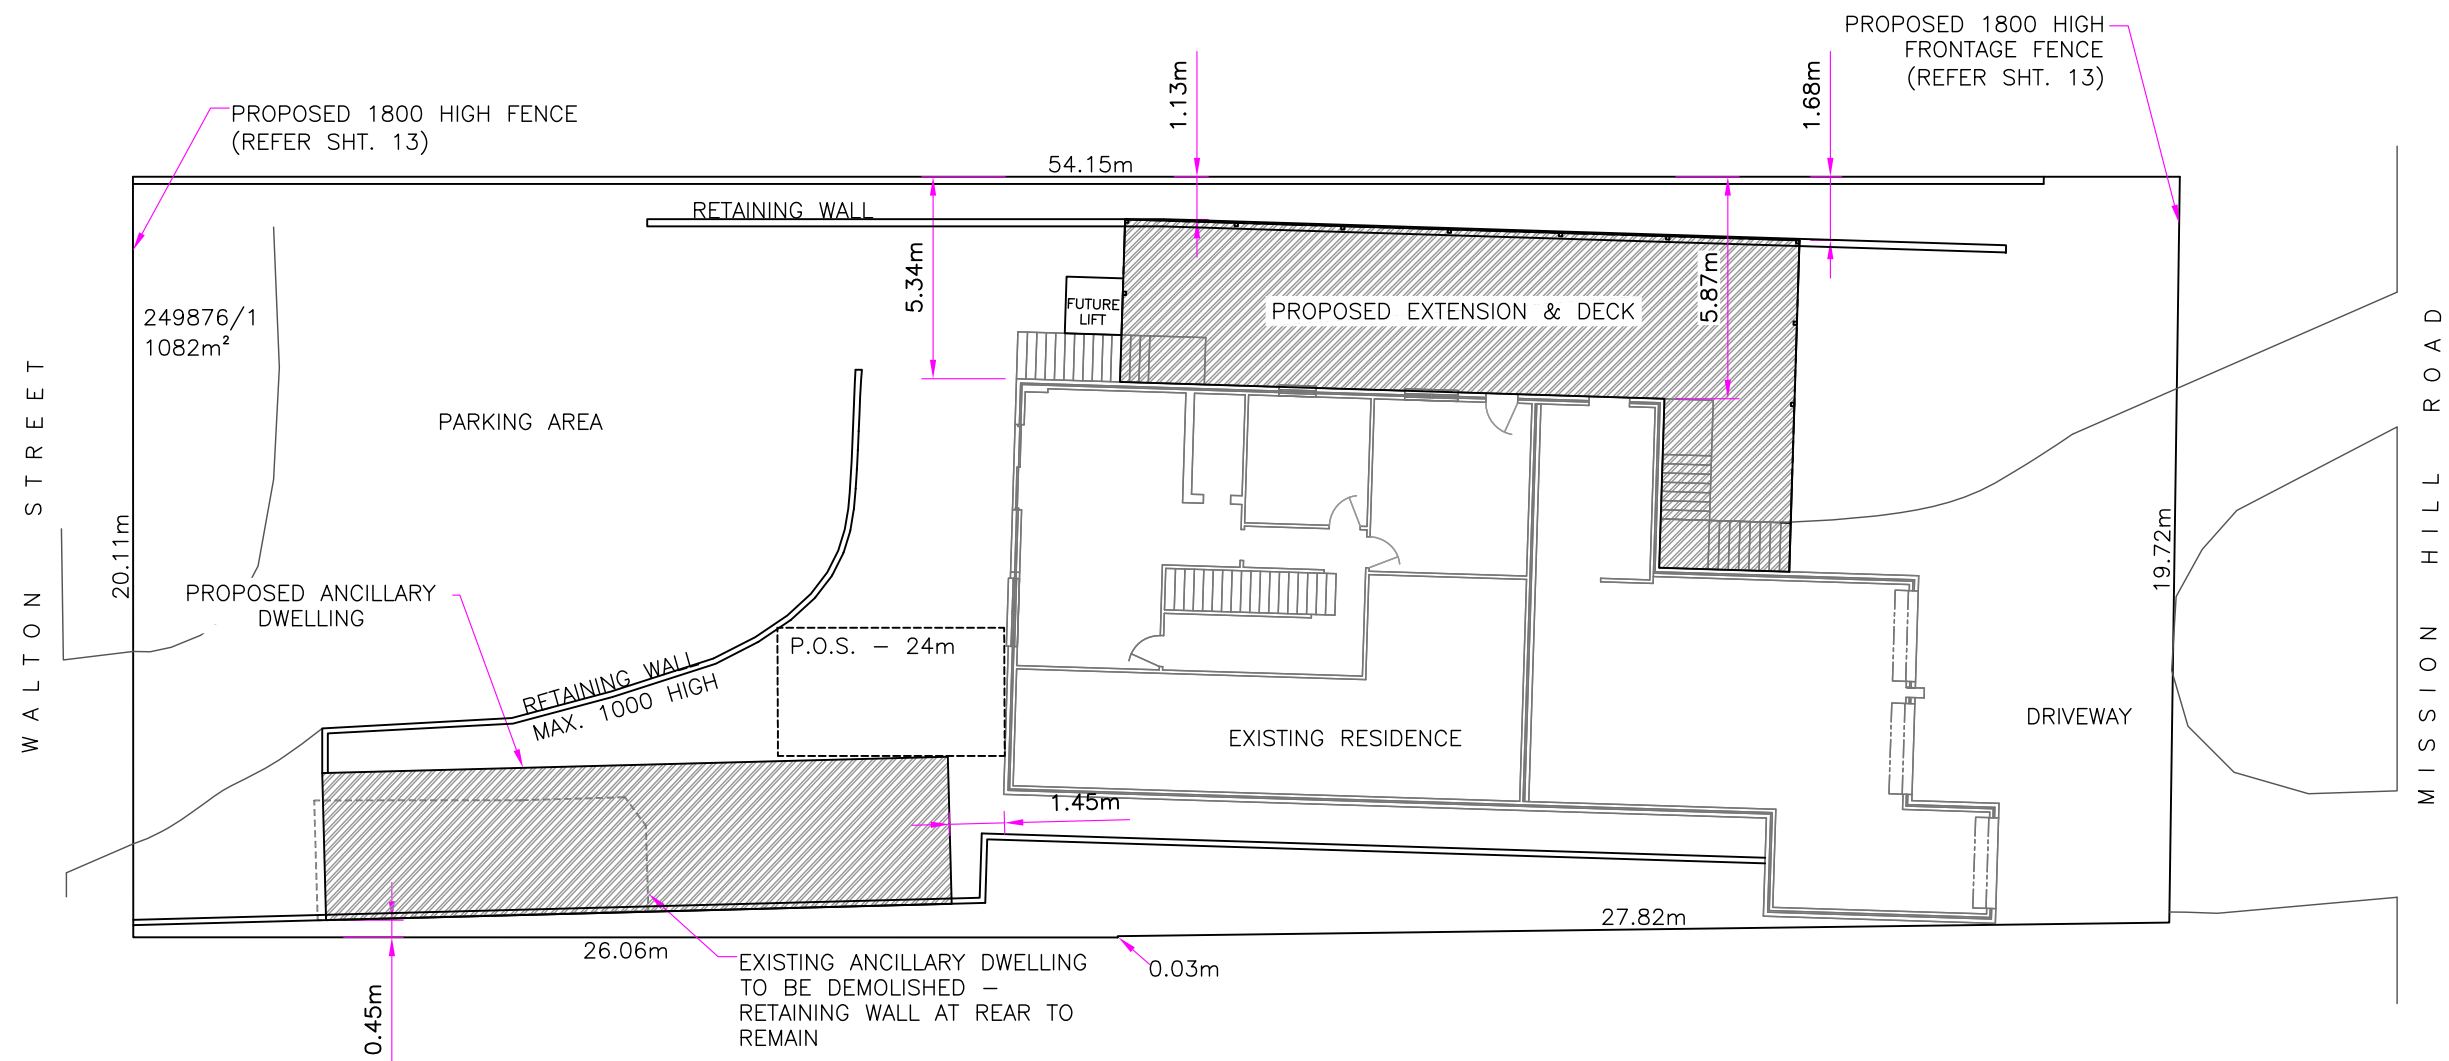 PROPOSED 1800 HIGH
FRONTAGE FENCE
(REFER SHT. 13)
1.13m
1.68m
PROPOSED 1800 HIGH FENCE
(REFER SHT. 13)
54.15m
RETAINING WALL
5.34m
5.87m
FUTURE
LIFT
PROPOSED EXTENSION & DECK
249876/1
1082m²
WALTON STREET
MISSION HILL ROAD
PARKING AREA
20.11m
19.72m
PROPOSED ANCILLARY
DWELLING
P.O.S. – 24m
RETAINING WALL
MAX. 1000 HIGH
EXISTING RESIDENCE
DRIVEWAY
1.45m
27.82m
26.06m
0.03m
0.45m
EXISTING ANCILLARY DWELLING
TO BE DEMOLISHED –
RETAINING WALL AT REAR TO
REMAIN